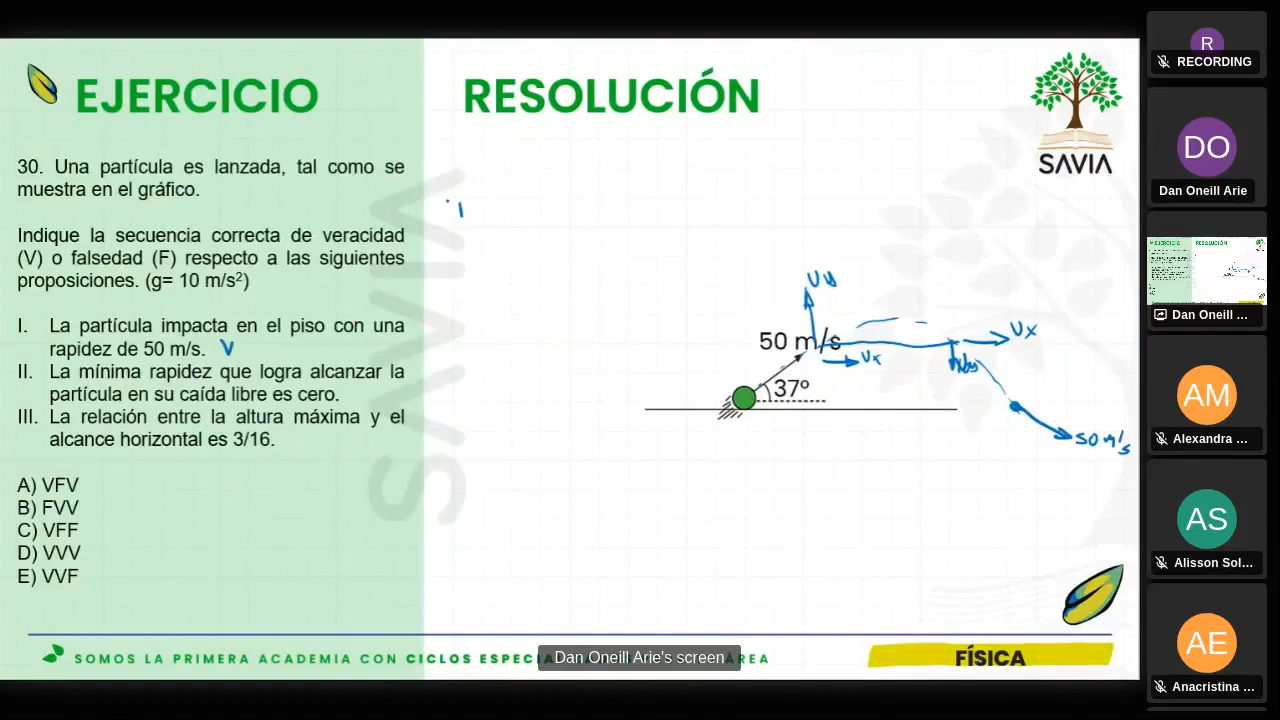 EJERCICIO
30. Una partícula es lanzada, tal como se
muestra en el gráfico.
Indique la secuencia correcta de veracidad
(V) o falsedad (F) respecto a las siguientes
proposiciones. (g= 10 m/s²)
I. La partícula impacta en el piso con una
rapidez de 50 m/s. V
II. La mínima rapidez que logra alcanzar la
partícula en su caída libre es cero.
III. La relación entre la altura máxima y el
alcance horizontal es 3/16.
A) VFV
B) FVV
C) VFF
D) VVV
E) VVF
RESOLUCIÓN
SAVIA
SAVIA
Vy
50 m/s
Vx
Vx
Vy
37º
50 m/s
SOMOS LA PRIMERA ACADEMIA CON CICLOS ESPECI
ÁREA
Dan Oneill Arie's screen
FÍSICA
R
RECORDING
DO
Dan Oneill Arie
Dan Oneill ...
AM
Alexandra ...
AS
Alisson Sol...
AE
Anacristina ...